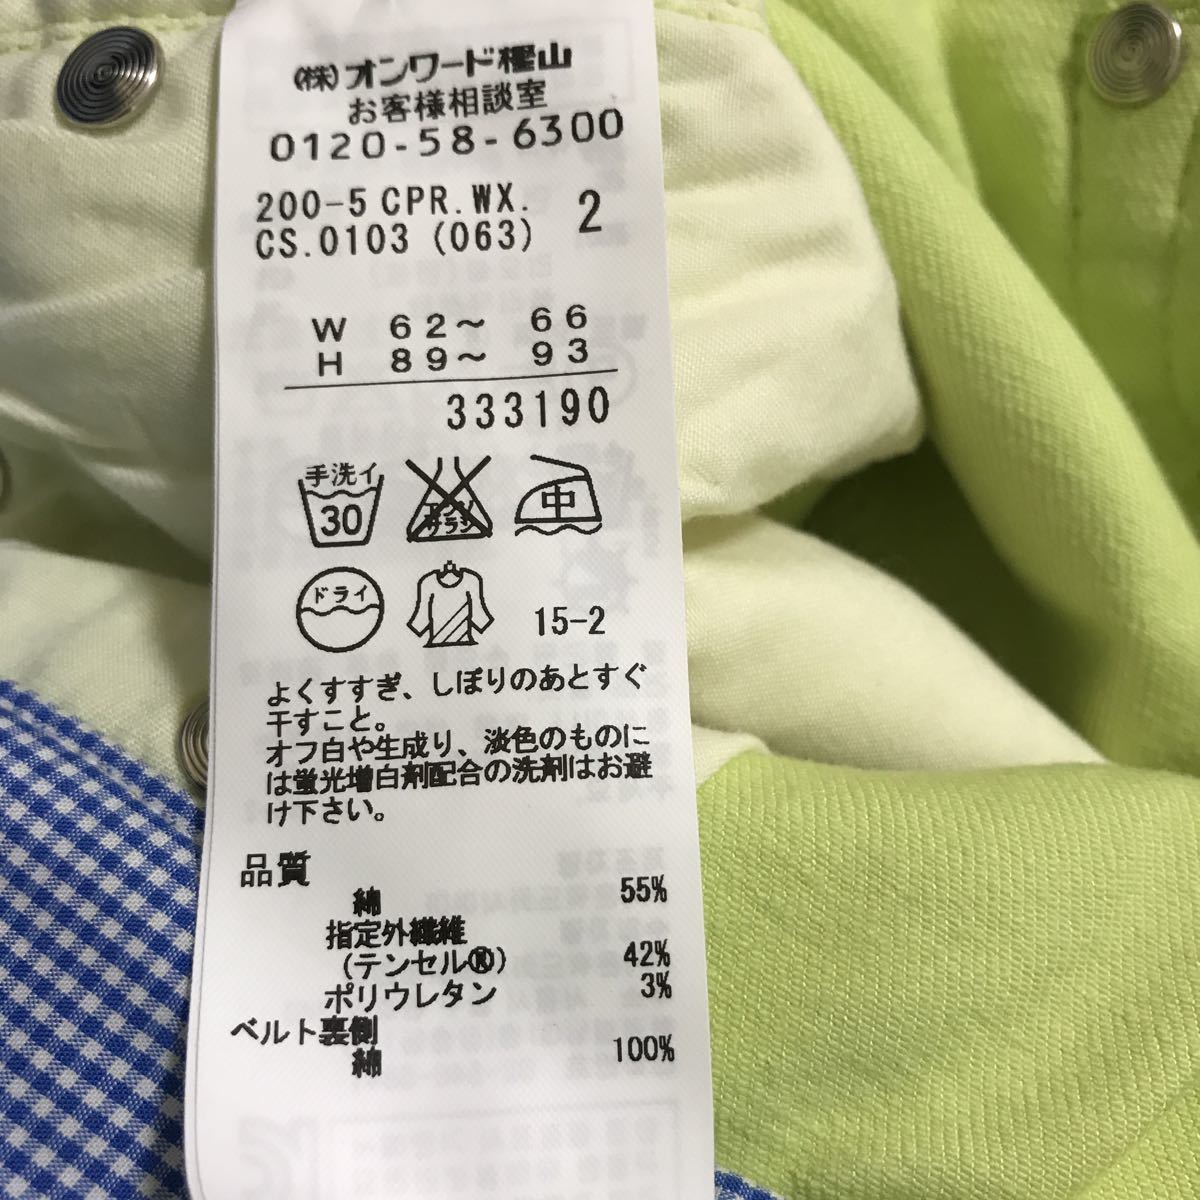 (株)オンワード樫山
お客様相談室
0120-58-6300
200-5 CPR.WX.
CS.0103 (063) 2
W 62～ 66
H 89～ 93
333190
手洗イ
30
エンソ
サラシ
中
ドライ
15-2
よくすすぎ、しぼりのあとすぐ
干すこと。
オフ白や生成り、淡色のものに
は蛍光増白剤配合の洗剤はお避
け下さい。
品質
綿 55%
指定外繊維
(テンセル®) 42%
ポリウレタン 3%
ベルト裏側
綿 100%